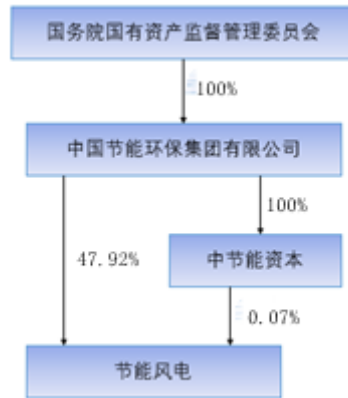 国务院国有资产监督管理委员会
100%
中国节能环保集团有限公司
100%
47.92%
中节能资本
0.07%
节能风电